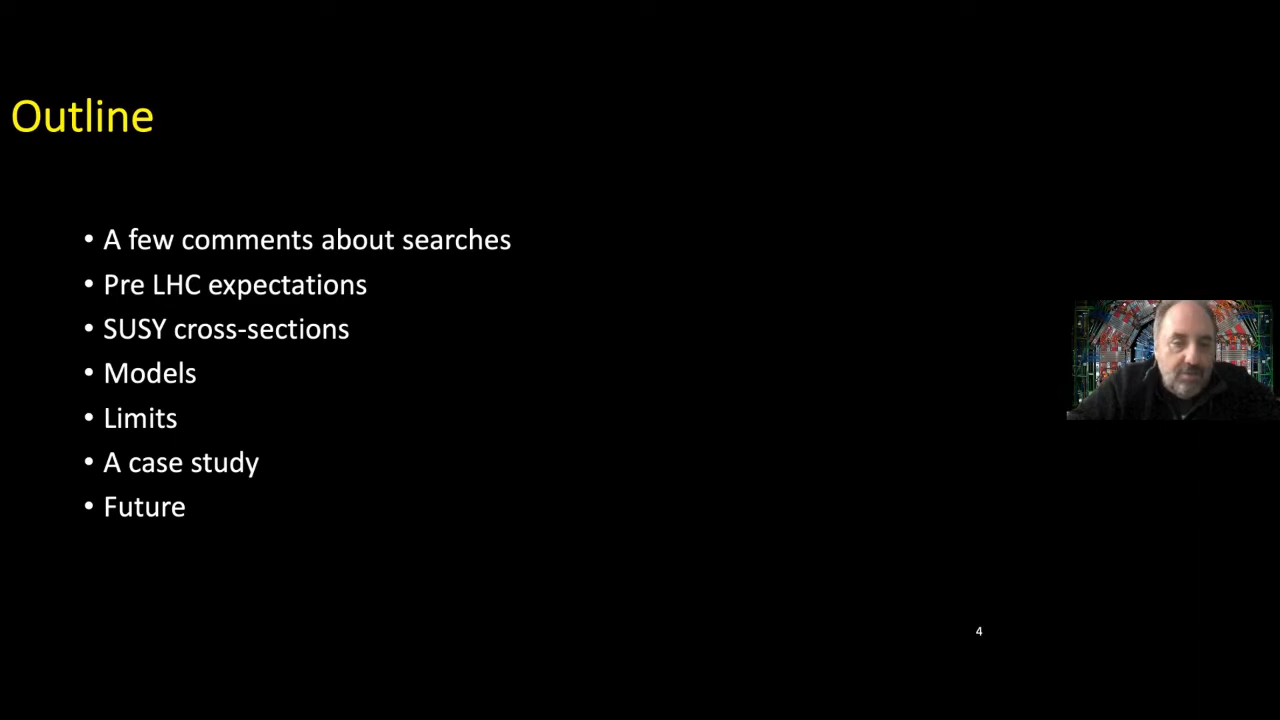 Outline
• A few comments about searches
• Pre LHC expectations
• SUSY cross-sections
• Models
• Limits
• A case study
• Future
4